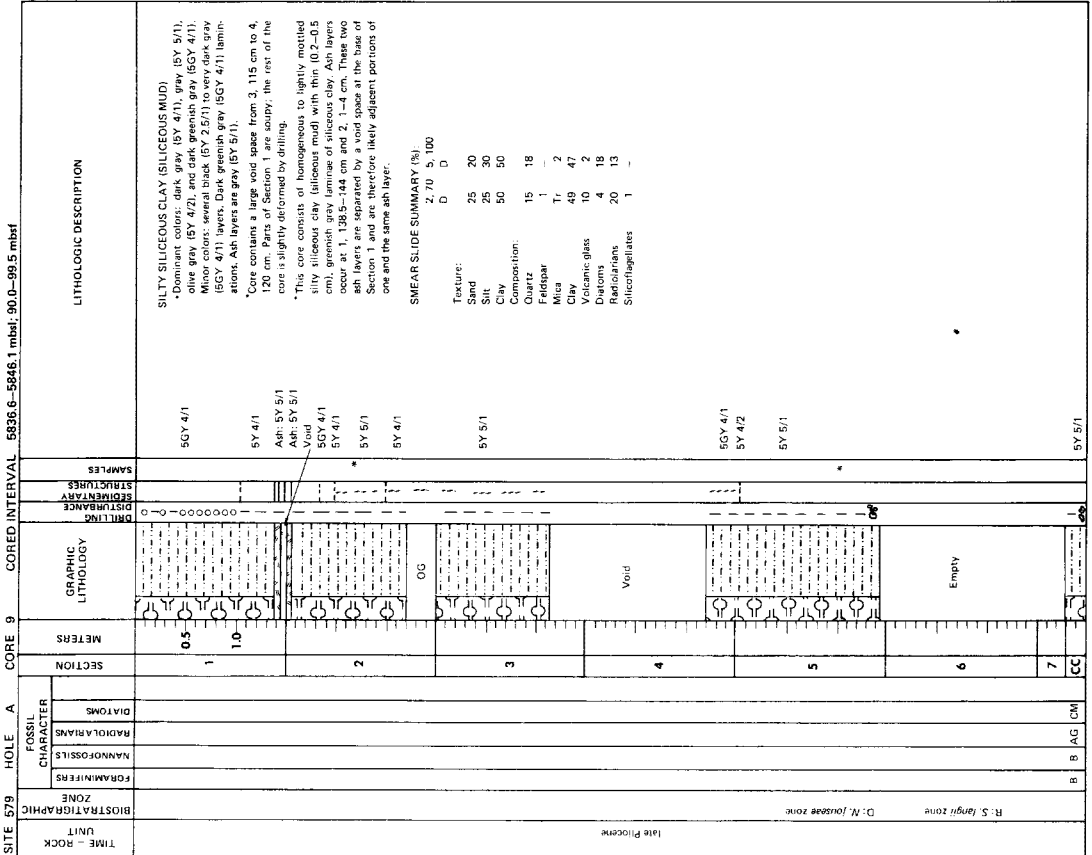 SITE 579 HOLE A CORE 9 CORED INTERVAL 5836.6–5846.1 mbsl; 90.0–99.5 mbsf
TIME – ROCK
UNIT
BIOSTRATIGRAPHIC
ZONE
FOSSIL
CHARACTER
FORAMINIFERS
NANNOFOSSILS
RADIOLARIANS
DIATOMS
SECTION
METERS
GRAPHIC
LITHOLOGY
DRILLING
DISTURBANCE
SEDIMENTARY
STRUCTURES
SAMPLES
LITHOLOGIC DESCRIPTION
late Pliocene
D: N. jouseae zone
R: S. langii zone
B B AG CM
1
2
3
4
5
6
7
CC
0.5
1.0
OG
Void
Empty
5GY 4/1
5Y 4/1
Ash: 5Y 5/1
Ash: 5Y 5/1
Void
5GY 4/1
5Y 4/1
5Y 5/1
5Y 4/1
5Y 5/1
5GY 4/1
5Y 4/2
5Y 5/1
5Y 5/1
SILTY SILICEOUS CLAY (SILICEOUS MUD)
•Dominant colors: dark gray (5Y 4/1), gray (5Y 5/1),
olive gray (5Y 4/2), and dark greenish gray (5GY 4/1).
Minor colors: several black (5Y 2.5/1) to very dark gray
(5GY 4/1) layers. Dark greenish gray (5GY 4/1) lamin-
ations. Ash layers are gray (5Y 5/1).
•Core contains a large void space from 3, 115 cm to 4,
120 cm. Parts of Section 1 are soupy; the rest of the
core is slightly deformed by drilling.
•This core consists of homogeneous to lightly mottled
silty siliceous clay (siliceous mud) with thin (0.2–0.5
cm), greenish gray laminae of siliceous clay. Ash layers
occur at 1, 138.5–144 cm and 2, 1–4 cm. These two
ash layers are separated by a void space at the base of
Section 1 and are therefore likely adjacent portions of
one and the same ash layer.
SMEAR SLIDE SUMMARY (%):
2, 70 5, 100
D D
Texture:
Sand 25 20
Silt 25 30
Clay 50 50
Composition:
Quartz 15 18
Feldspar 1 –
Mica Tr 2
Clay 49 47
Volcanic glass 10 2
Diatoms 4 18
Radiolarians 20 13
Silicoflagellates 1 –